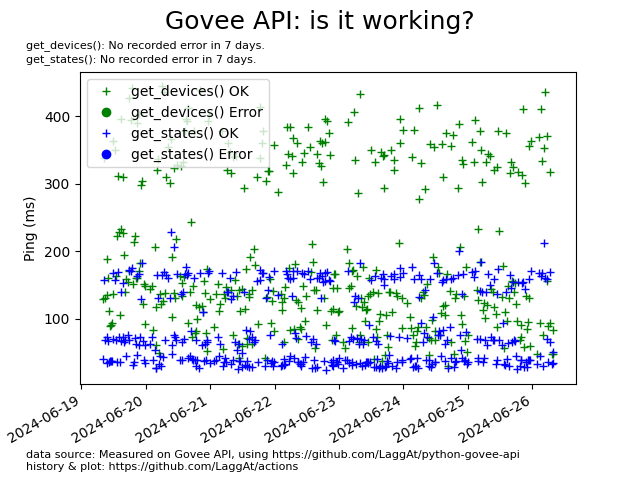 Govee API: is it working?
get_devices(): No recorded error in 7 days.
get_states(): No recorded error in 7 days.
get_devices() OK
get_devices() Error
get_states() OK
get_states() Error
Ping (ms)
400
300
200
100
2024-06-19
2024-06-20
2024-06-21
2024-06-22
2024-06-23
2024-06-24
2024-06-25
2024-06-26
data source: Measured on Govee API, using https://github.com/LaggAt/python-govee-api
history & plot: https://github.com/LaggAt/actions